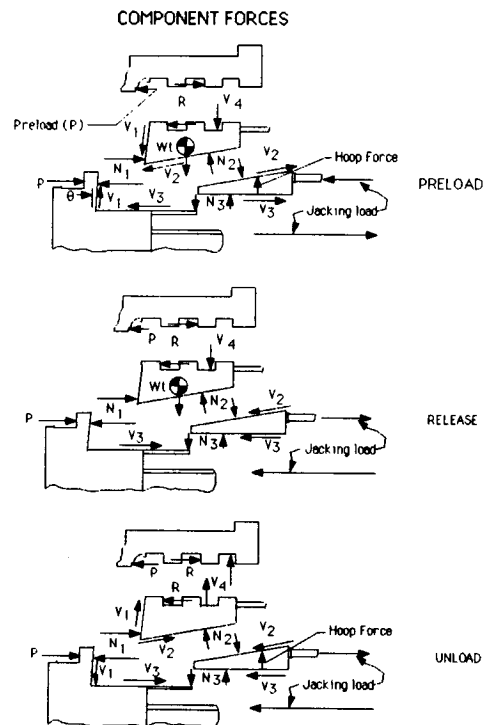 COMPONENT FORCES
R
V4
Preload (P)
V1
Wt
V2
N1
V2
N2
Hoop Force
P
θ
V1
V3
N3
V3
PRELOAD
Jacking load
P
R
V4
Wt
N1
N2
V2
P
N1
V3
N3
V3
Jacking load
RELEASE
P
R
V4
R
V1
N1
V2
N2
V2
Hoop Force
P
N1
V1
V3
N3
V3
UNLOAD
Jacking load